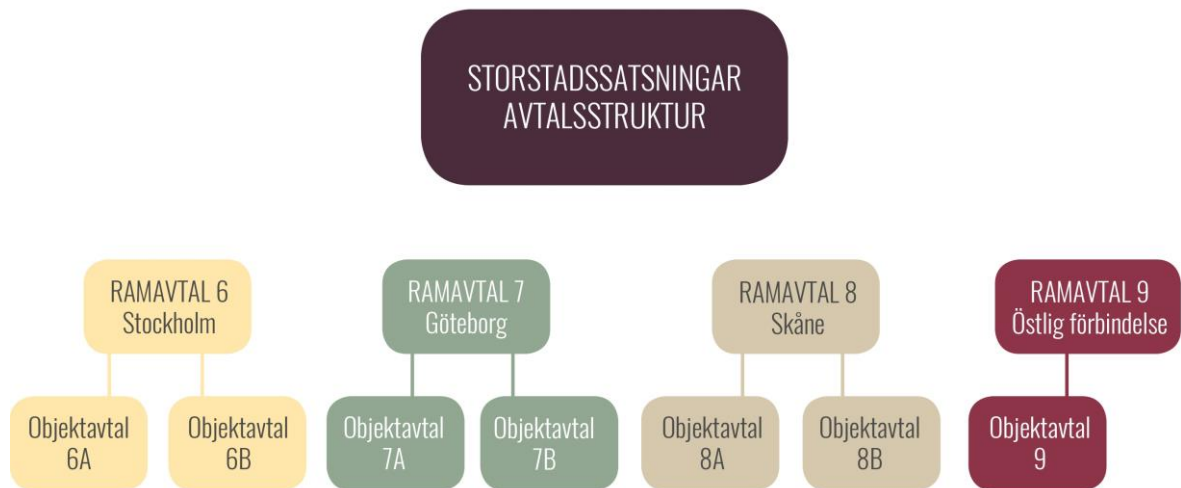 STORSTADSSATSNINGAR
AVTALSSTRUKTUR
RAMAVTAL 6
Stockholm
RAMAVTAL 7
Göteborg
RAMAVTAL 8
Skåne
RAMAVTAL 9
Östlig förbindelse
Objektavtal
6A
Objektavtal
6B
Objektavtal
7A
Objektavtal
7B
Objektavtal
8A
Objektavtal
8B
Objektavtal
9